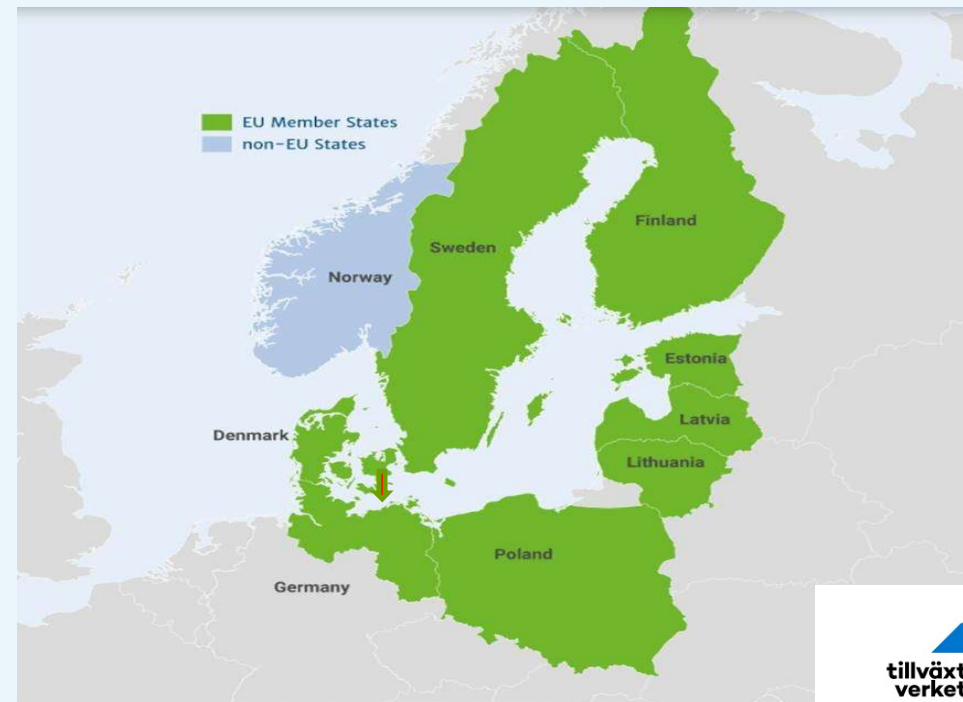 EU Member States
non-EU States
Finland
Sweden
Norway
Estonia
Latvia
Denmark
Lithuania
Poland
Germany
tillväxt
verket